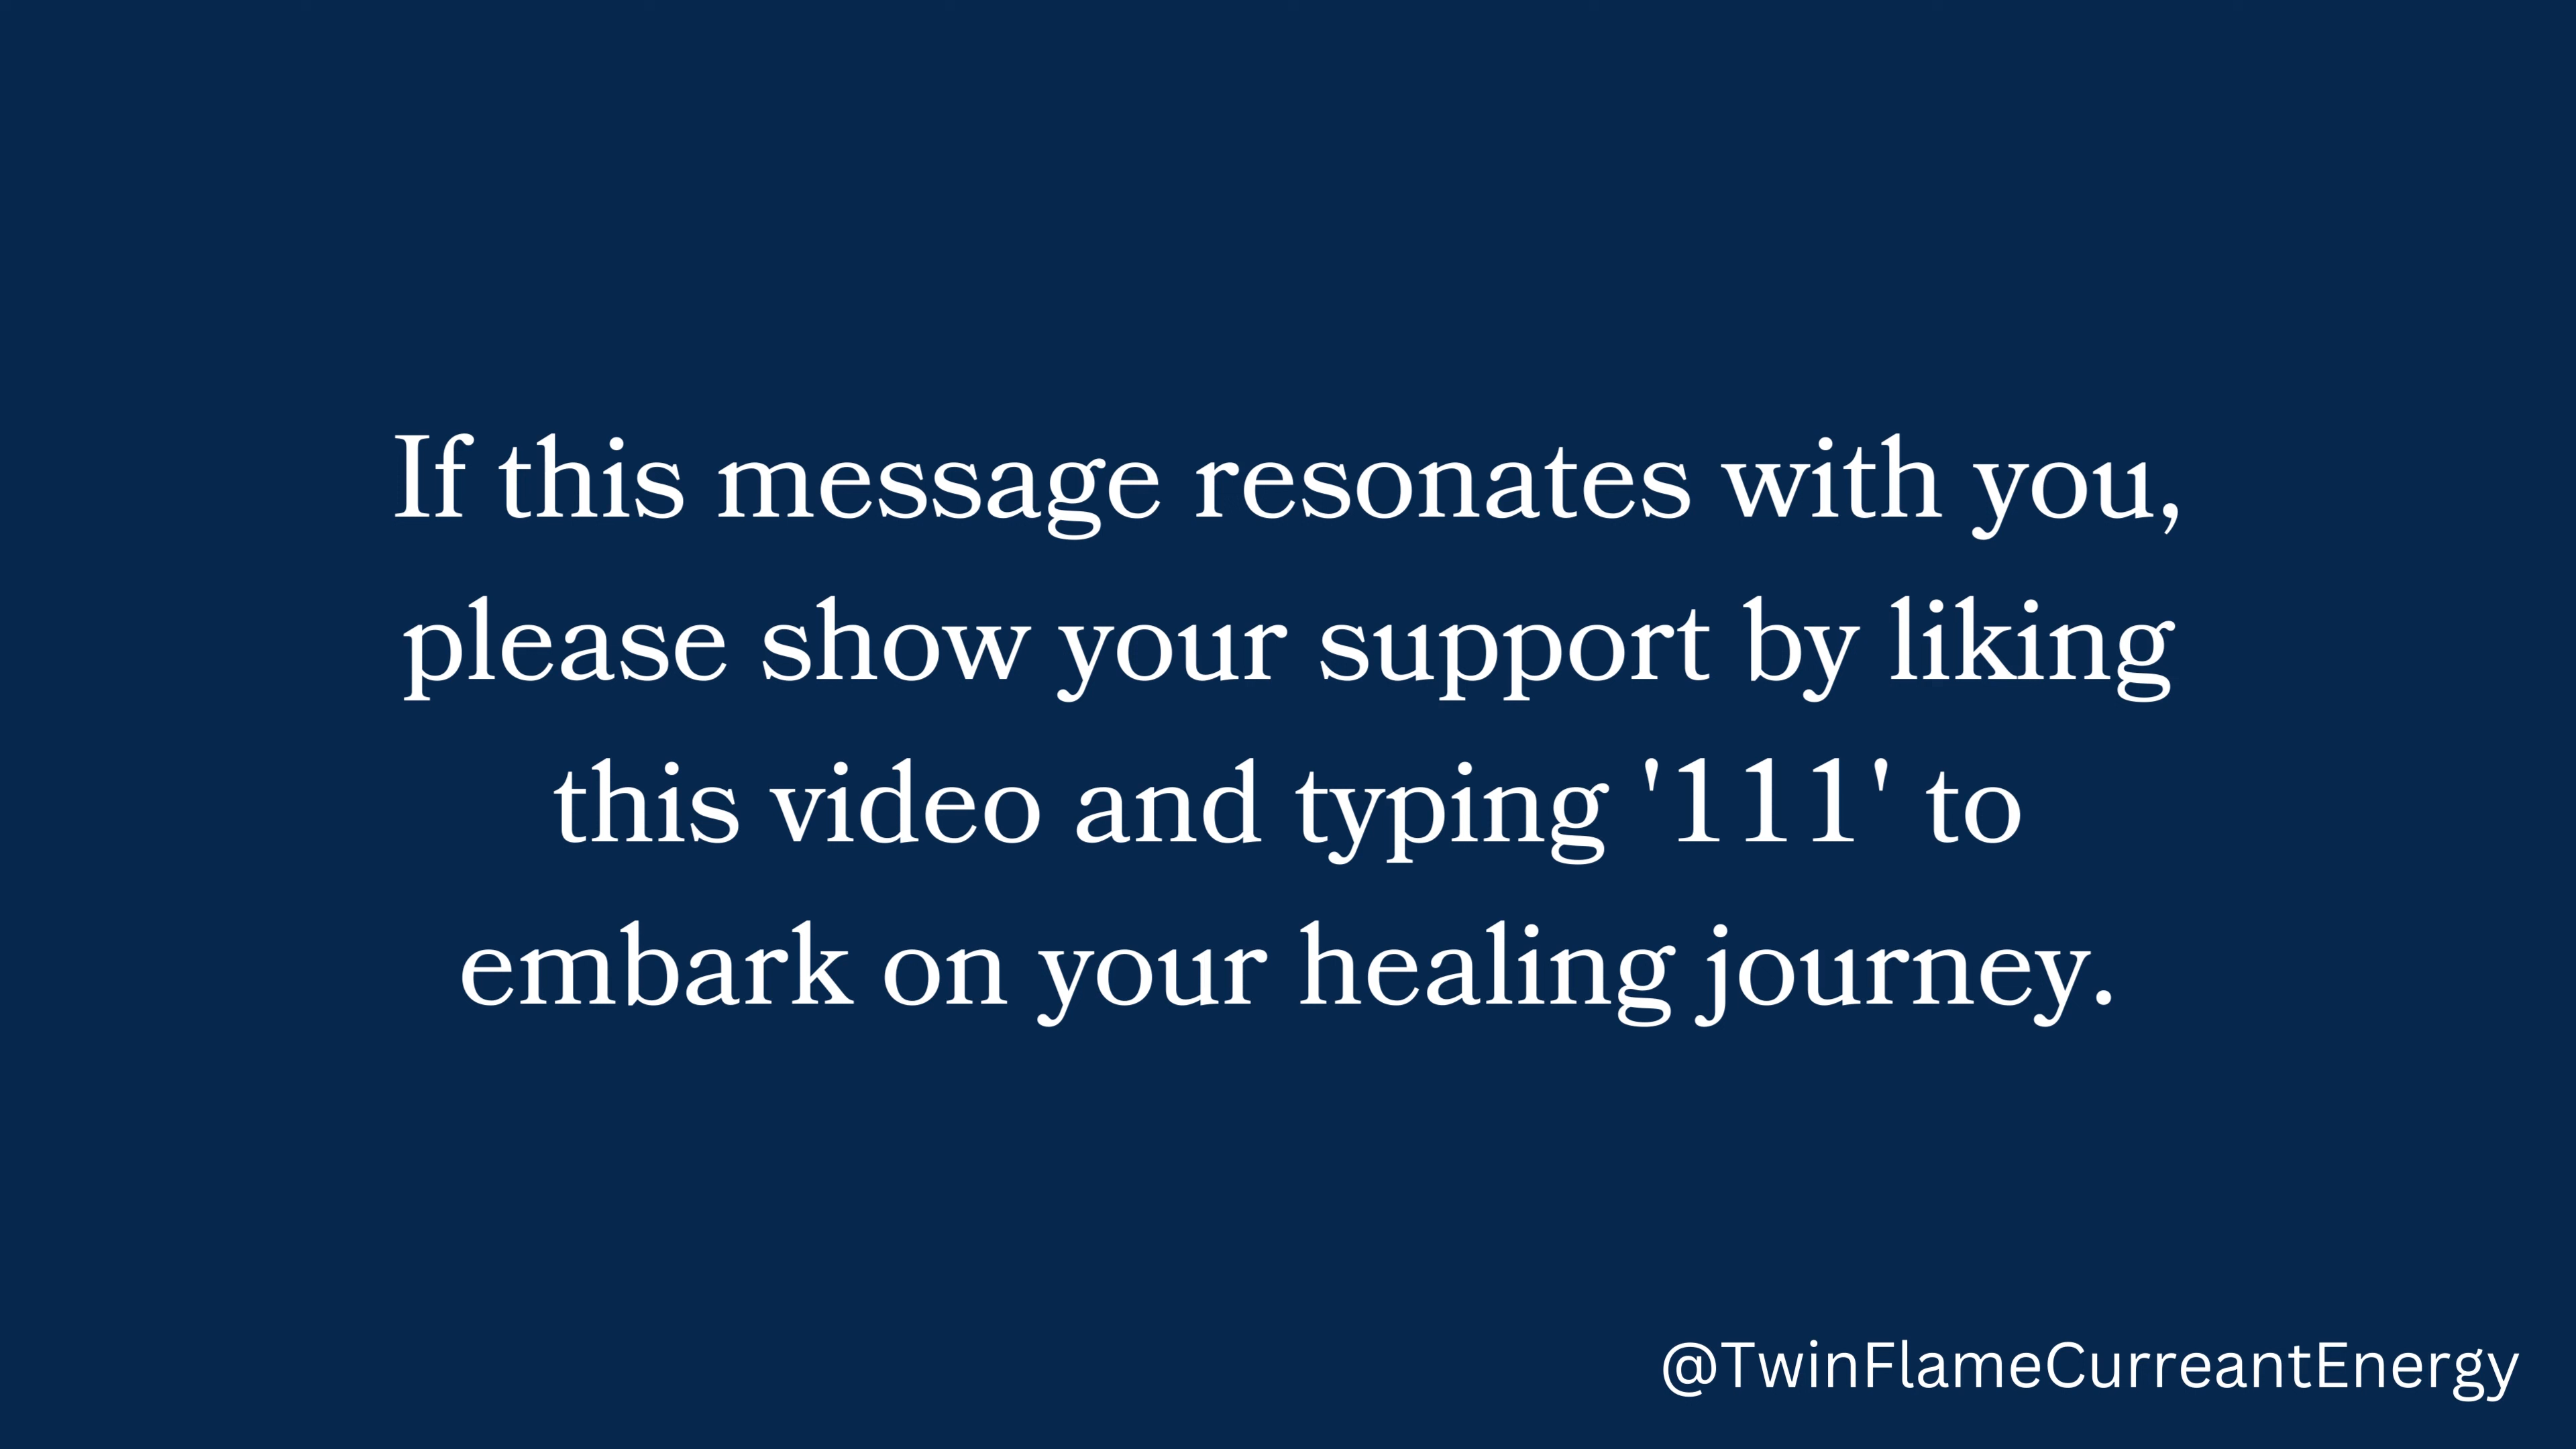 If this message resonates with you,
please show your support by liking
this video and typing '111' to
embark on your healing journey.
@TwinFlameCurreantEnergy